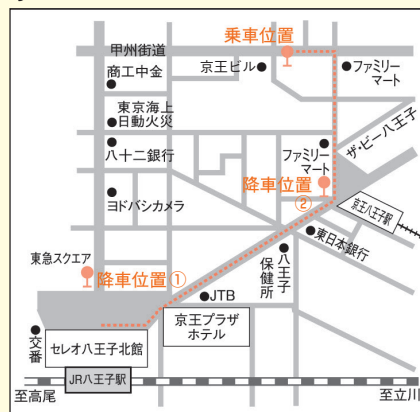 乗車位置
甲州街道
京王ビル
ファミリー
マート
商工中金
東京海上
日動火災
八十二銀行
ファミリー
マート
ザ・ビー八王子
降車位置
②
京王八王子駅
ヨドバシカメラ
東日本銀行
八王子
保健所
東急スクエア
降車位置①
JTB
京王プラザ
ホテル
交番
セレオ八王子北館
JR八王子駅
至高尾
至立川